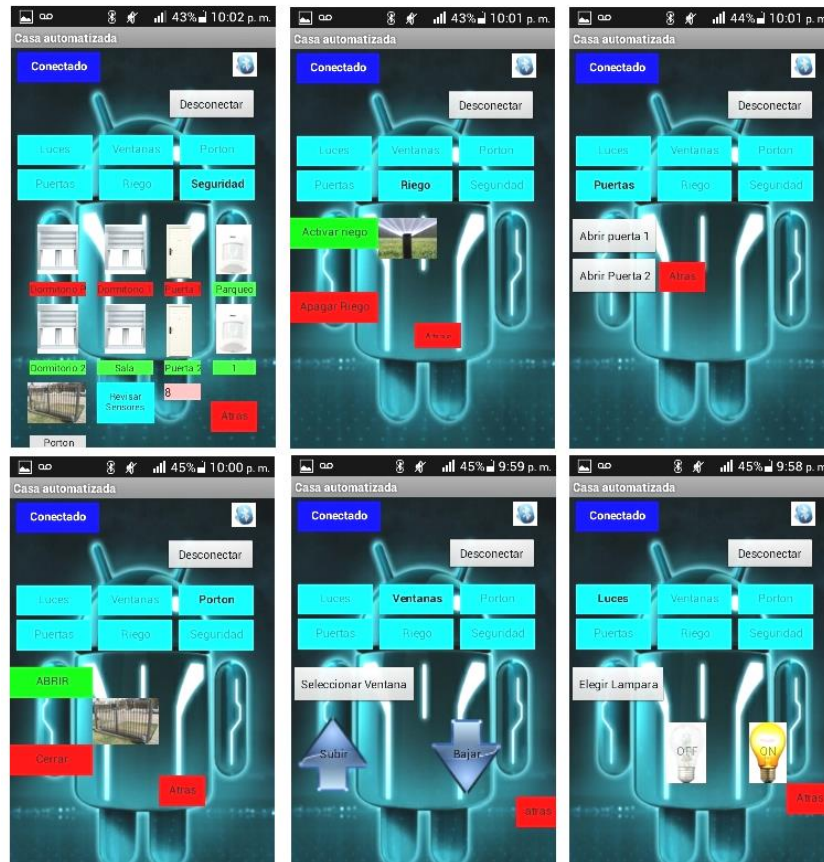 43% 10:02 p. m.
Casa automatizada
Conectado
Desconectar
Luces Ventanas Porton
Puertas Riego Seguridad
Dormitorio P Dormitorio 1 Puerta 1 Parqueo
Dormitorio 2 Sala Puerta 2 1
Revisar
Sensores
8
Atras
Porton
43% 10:01 p. m.
Casa automatizada
Conectado
Desconectar
Luces Ventanas Porton
Puertas Riego Seguridad
Activar riego
Apagar Riego
44% 10:01 p. m
Casa automatizada
Conectado
Desconectar
Luces Ventanas Porton
Puertas Riego Seguridad
Abrir puerta 1
Abrir Puerta 2 Atras
45% 10:00 p. m.
Casa automatizada
Conectado
Desconectar
Luces Ventanas Porton
Puertas Riego Seguridad
ABRIR
Cerrar
Atras
45% 9:59 p. m.
Casa automatizada
Conectado
Desconectar
Luces Ventanas Porton
Puertas Riego Seguridad
Seleccionar Ventana
Subir Bajar
atras
45% 9:58 p. m
Casa automatizada
Conectado
Desconectar
Luces Ventanas Porton
Puertas Riego Seguridad
Elegir Lampara
OFF ON
Atras